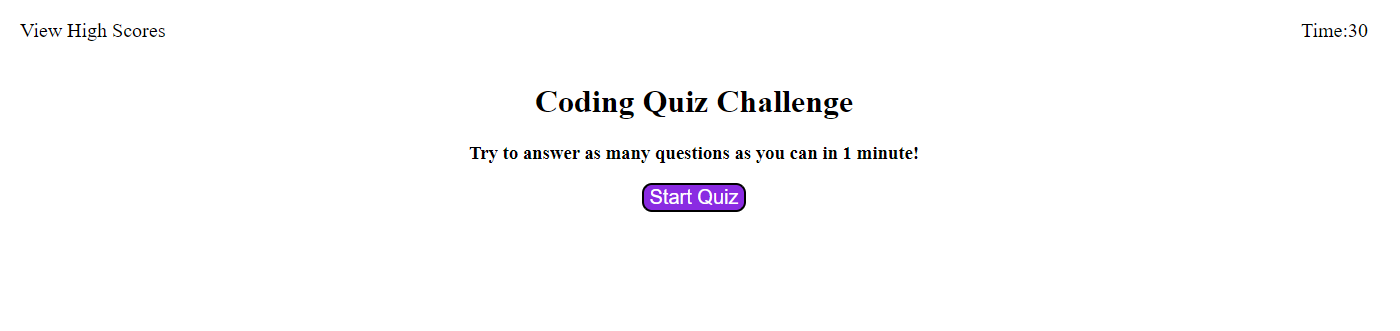 View High Scores
Time:30
Coding Quiz Challenge
Try to answer as many questions as you can in 1 minute!
Start Quiz